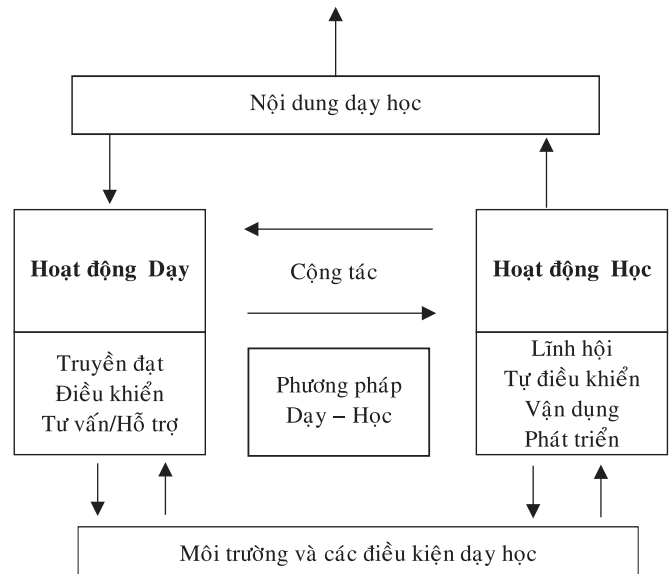 Nội dung dạy học
Hoạt động Dạy
Cộng tác
Hoạt động Học
Truyền đạt
Điều khiển
Tư vấn/Hỗ trợ
Phương pháp
Dạy – Học
Lĩnh hội
Tự điều khiển
Vận dụng
Phát triển
Môi trường và các điều kiện dạy học